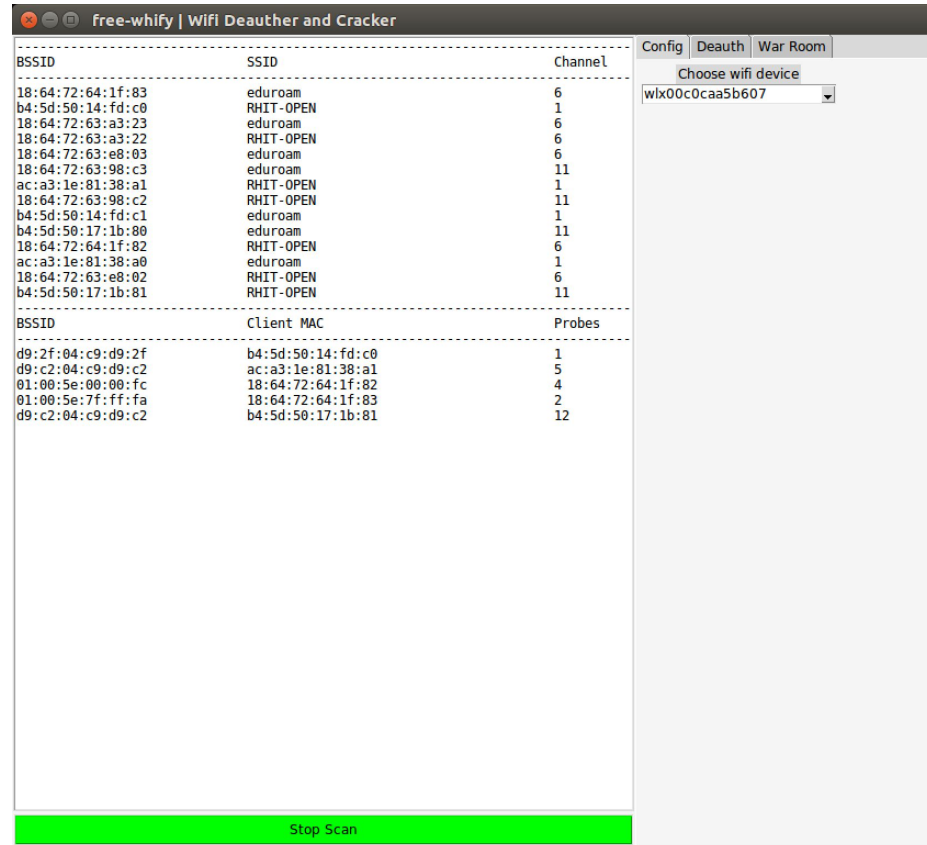 free-whify | Wifi Deauther and Cracker
BSSID SSID Channel
18:64:72:64:1f:83 eduroam 6
b4:5d:50:14:fd:c0 RHIT-OPEN 1
18:64:72:63:a3:23 eduroam 6
18:64:72:63:a3:22 RHIT-OPEN 6
18:64:72:63:e8:03 eduroam 6
18:64:72:63:98:c3 eduroam 11
ac:a3:1e:81:38:a1 RHIT-OPEN 1
18:64:72:63:98:c2 RHIT-OPEN 11
b4:5d:50:14:fd:c1 eduroam 1
b4:5d:50:17:1b:80 eduroam 11
18:64:72:64:1f:82 RHIT-OPEN 6
ac:a3:1e:81:38:a0 eduroam 1
18:64:72:63:e8:02 RHIT-OPEN 6
b4:5d:50:17:1b:81 RHIT-OPEN 11
BSSID Client MAC Probes
d9:2f:04:c9:d9:2f b4:5d:50:14:fd:c0 1
d9:c2:04:c9:d9:c2 ac:a3:1e:81:38:a1 5
01:00:5e:00:00:fc 18:64:72:64:1f:82 4
01:00:5e:7f:ff:fa 18:64:72:64:1f:83 2
d9:c2:04:c9:d9:c2 b4:5d:50:17:1b:81 12
Stop Scan
Config Deauth War Room
Choose wifi device
wlx00c0caa5b607